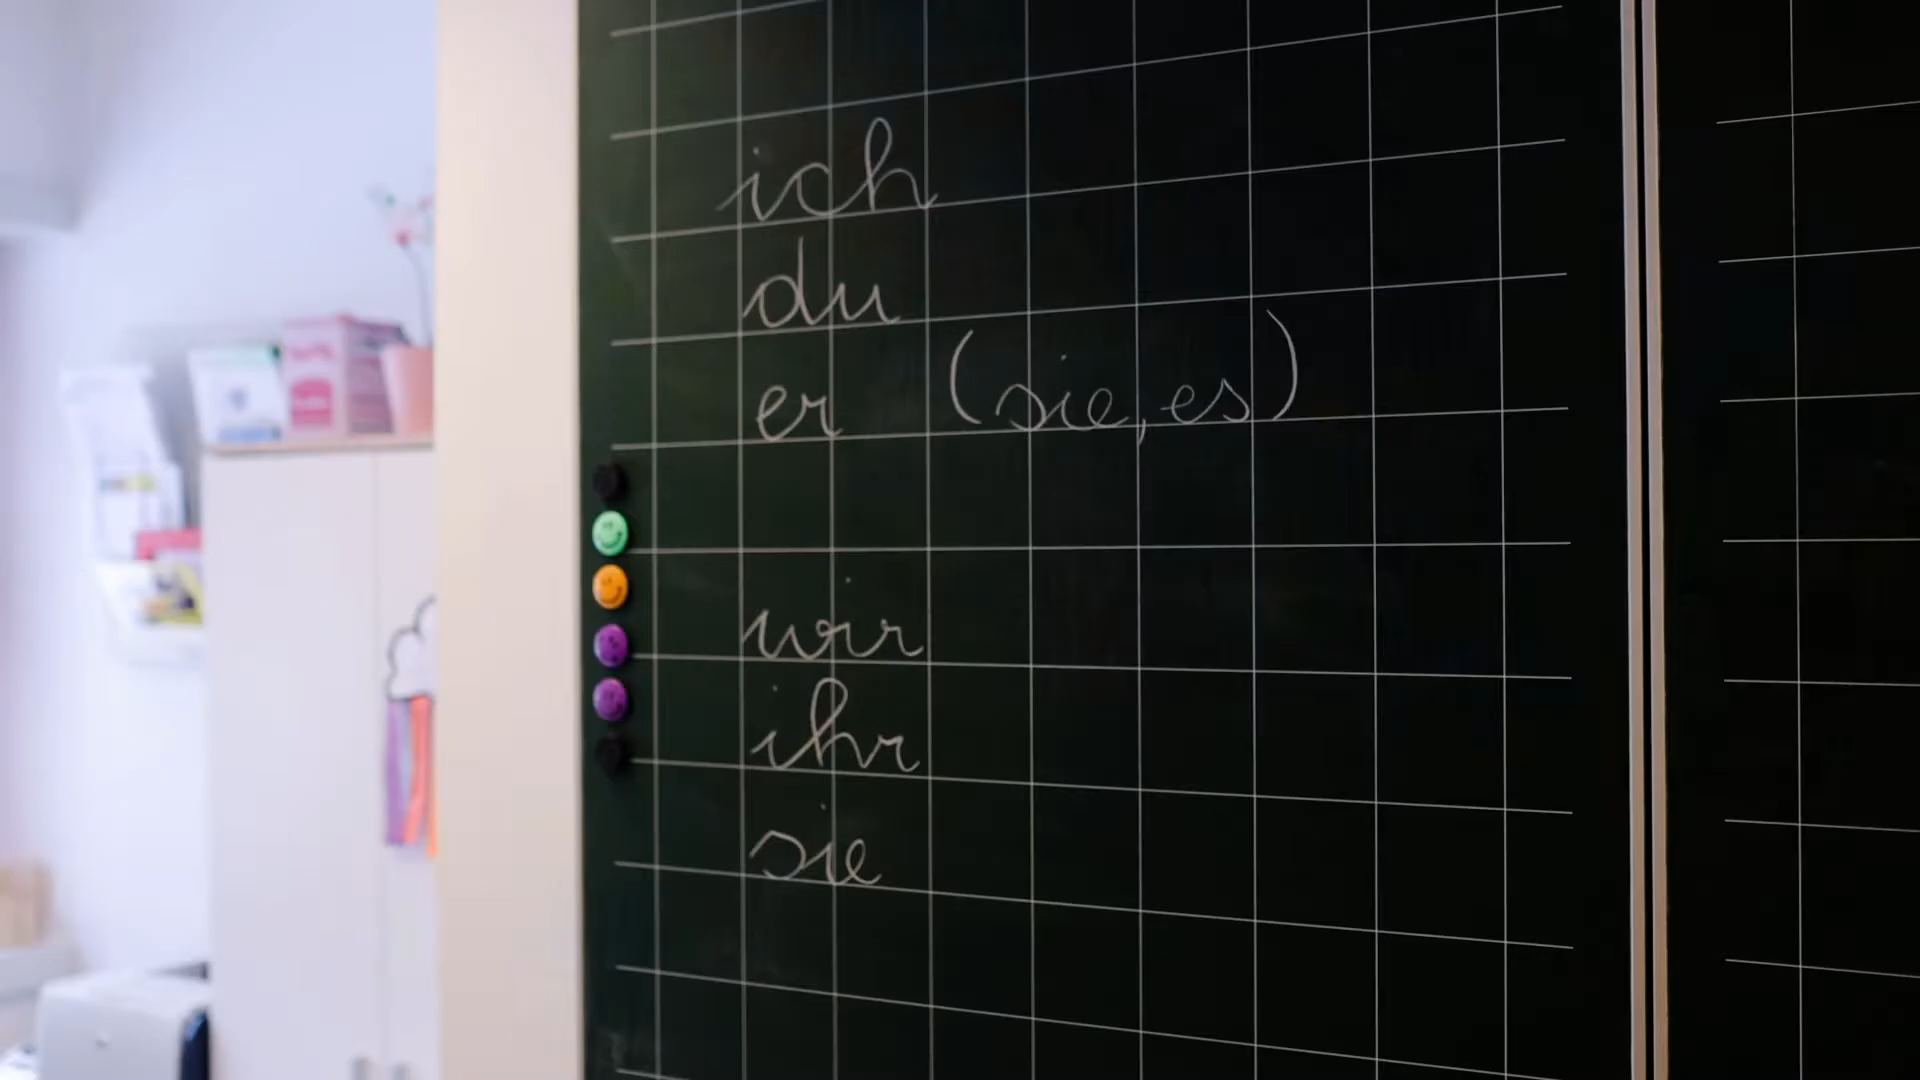 ich
du
er (sie, es)
wir
ihr
sie